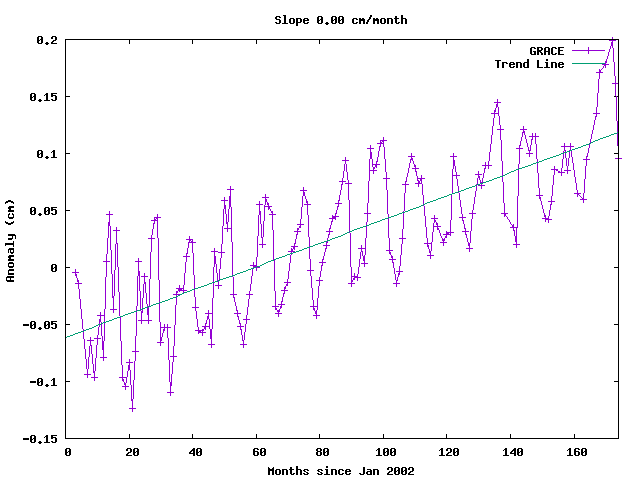 Slope 0.00 cm/month
GRACE
Trend Line
0.2
0.15
0.1
0.05
0
-0.05
-0.1
-0.15
Anomaly (cm)
0 20 40 60 80 100 120 140 160
Months since Jan 2002